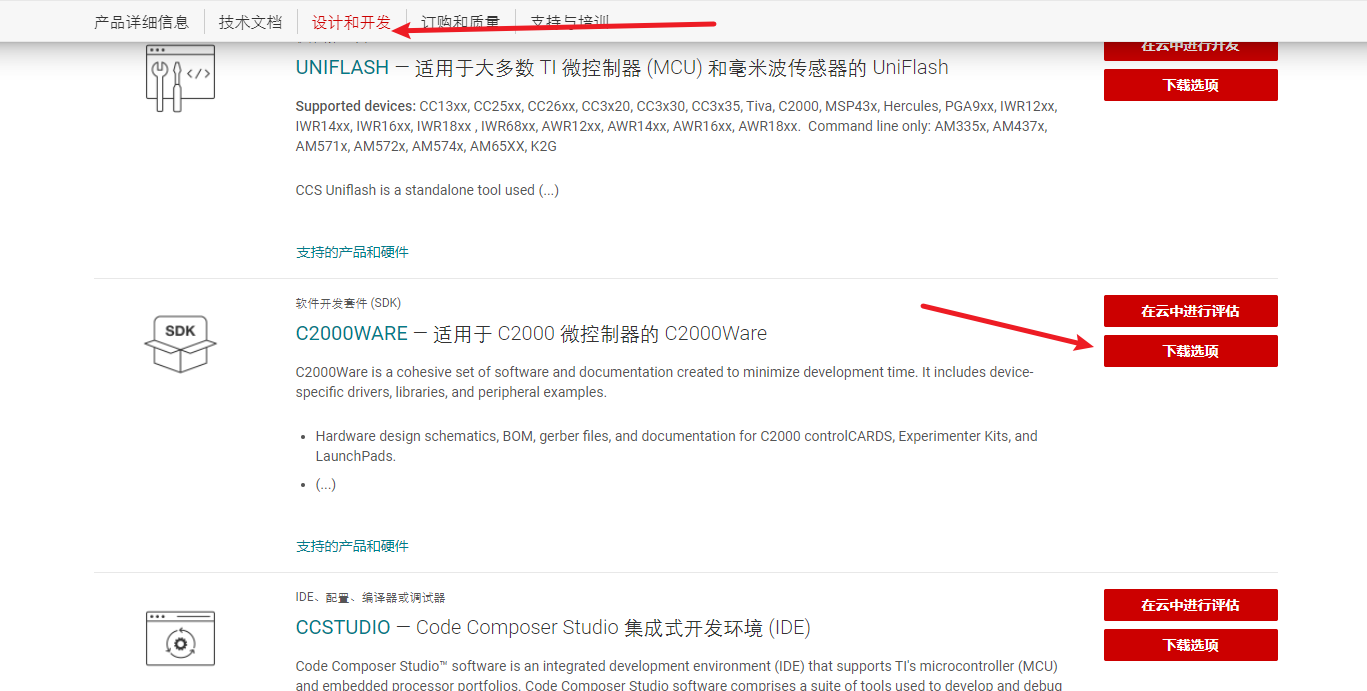 产品详细信息
技术文档
设计和开发
订购和质量
支持与培训
在云中进行开发
UNIFLASH — 适用于大多数 TI 微控制器 (MCU) 和毫米波传感器的 UniFlash
下载选项
Supported devices: CC13xx, CC25xx, CC26xx, CC3x20, CC3x30, CC3x35, Tiva, C2000, MSP43x, Hercules, PGA9xx, IWR12xx,
IWR14xx, IWR16xx, IWR18xx , IWR68xx, AWR12xx, AWR14xx, AWR16xx, AWR18xx.  Command line only: AM335x, AM437x,
AM571x, AM572x, AM574x, AM65XX, K2G
CCS Uniflash is a standalone tool used (...)
支持的产品和硬件
软件开发套件 (SDK)
在云中进行评估
SDK
C2000WARE — 适用于 C2000 微控制器的 C2000Ware
下载选项
C2000Ware is a cohesive set of software and documentation created to minimize development time. It includes device-
specific drivers, libraries, and peripheral examples.
• Hardware design schematics, BOM, gerber files, and documentation for C2000 controlCARDS, Experimenter Kits, and
LaunchPads.
• (...)
支持的产品和硬件
IDE、配置、编译器或调试器
在云中进行评估
CCSTUDIO — Code Composer Studio 集成式开发环境 (IDE)
下载选项
Code Composer Studio™ software is an integrated development environment (IDE) that supports TI's microcontroller (MCU)
and embedded processor portfolios. Code Composer Studio software comprises a suite of tools used to develop and debug